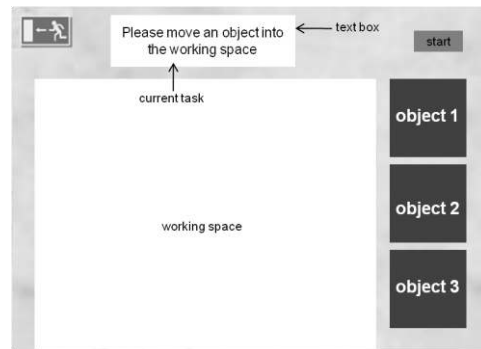 Please move an object into
the working space
text box
start
current task
object 1
working space
object 2
object 3